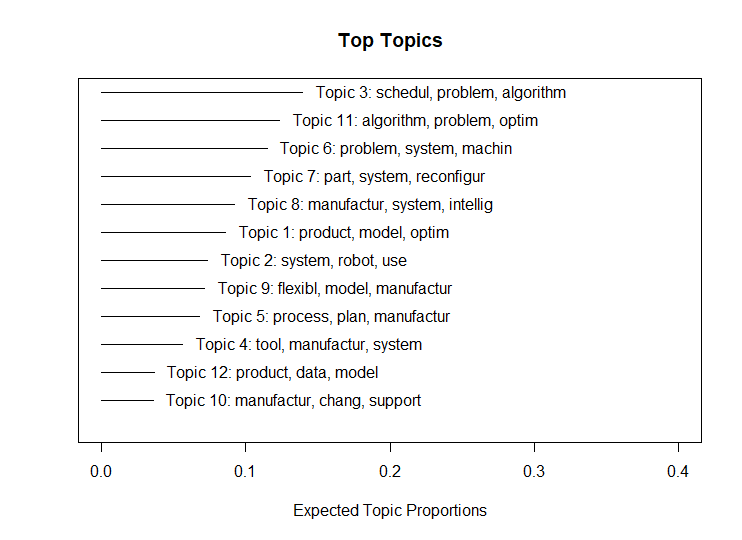 Top Topics
Topic 3: schedul, problem, algorithm
Topic 11: algorithm, problem, optim
Topic 6: problem, system, machin
Topic 7: part, system, reconfigur
Topic 8: manufactur, system, intellig
Topic 1: product, model, optim
Topic 2: system, robot, use
Topic 9: flexibl, model, manufactur
Topic 5: process, plan, manufactur
Topic 4: tool, manufactur, system
Topic 12: product, data, model
Topic 10: manufactur, chang, support
0.0 0.1 0.2 0.3 0.4
Expected Topic Proportions